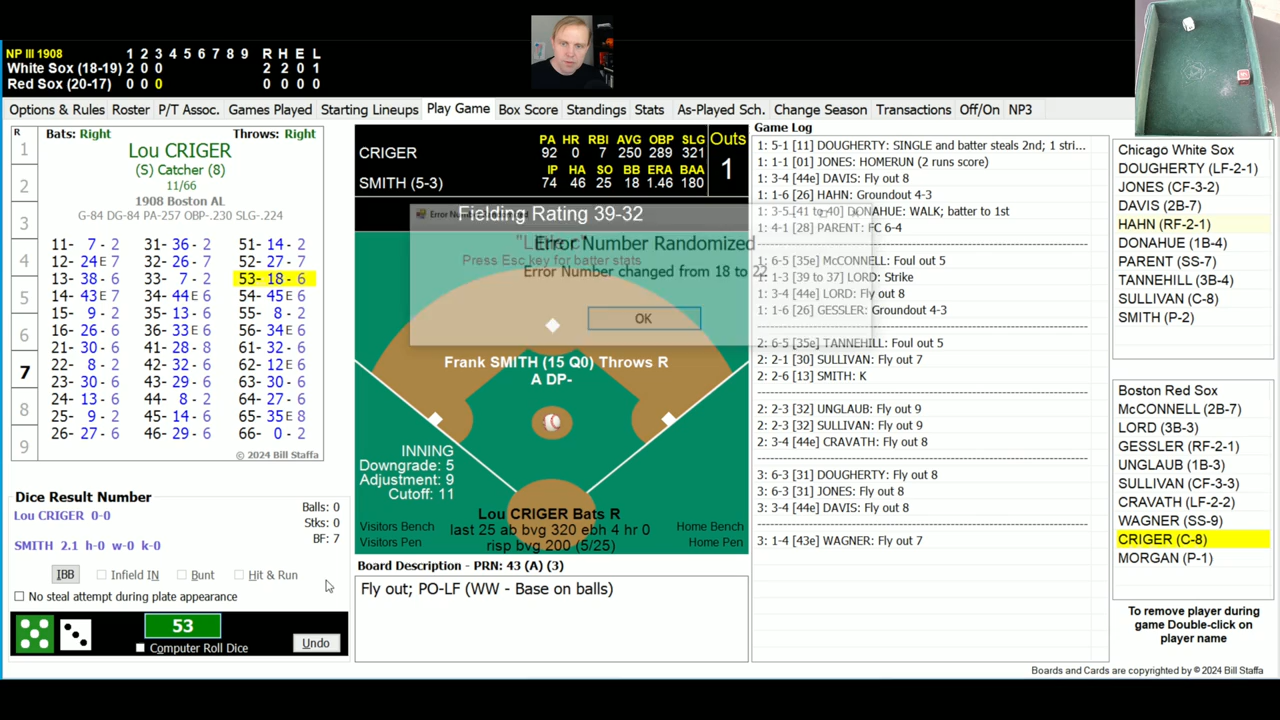 NP III 1908 1 2 3 4 5 6 7 8 9 R H E L
White Sox (18-19) 2 0 0 2 2 0 1
Red Sox (20-17) 0 0 0 0 0 0 0
Options & Rules Roster P/T Assoc. Games Played Starting Lineups Play Game Box Score Standings Stats As-Played Sch. Change Season Transactions Off/On NP3
R
1
2
3
4
5
6
7
8
9
Bats: Right Throws: Right
Lou CRIGER
(S) Catcher (8)
11/66
1908 Boston AL
G-84 DG-84 PA-257 OBP-.230 SLG-.224
11- 7 - 2 31- 36 - 2 51- 14 - 2
12- 24 E 7 32- 26 - 7 52- 27 - 7
13- 38 - 6 33- 7 - 2 53- 18 - 6
14- 43 E 7 34- 44 E 6 54- 45 E 6
15- 9 - 2 35- 13 - 6 55- 8 - 2
16- 26 - 6 36- 33 E 6 56- 34 E 6
21- 30 - 6 41- 28 - 8 61- 32 - 6
22- 8 - 2 42- 32 - 6 62- 12 E 6
23- 30 - 6 43- 29 - 6 63- 30 - 6
24- 13 - 6 44- 8 - 2 64- 27 - 6
25- 9 - 2 45- 14 - 6 65- 35 E 8
26- 27 - 6 46- 29 - 6 66- 0 - 2
© 2024 Bill Staffa
Dice Result Number
Lou CRIGER 0-0
SMITH 2.1 h-0 w-0 k-0
Balls: 0
Stks: 0
BF: 7
IBB Infield IN Bunt Hit & Run
No steal attempt during plate appearance
53
Computer Roll Dice
Undo
PA HR RBI AVG OBP SLG
CRIGER 92 0 7 250 289 321
IP HA SO BB ERA BAA
SMITH (5-3) 74 46 25 18 1.46 180
Outs
1
Fielding Rating 39-32
Error Number Randomized
Press Esc key for batter stats
Error Number changed from 18 to 22
OK
Frank SMITH (15 Q0) Throws R
A DP-
INNING
Downgrade: 5
Adjustment: 9
Cutoff: 11
Lou CRIGER Bats R
last 25 ab bvg 320 ebh 4 hr 0
risp bvg 200 (5/25)
Visitors Bench
Visitors Pen
Home Bench
Home Pen
Board Description - PRN: 43 (A) (3)
Fly out; PO-LF (WW - Base on balls)
Game Log
1: 5-1 [11] DOUGHERTY: SINGLE and batter steals 2nd; 1 stri...
1: 1-1 [1] JONES: HOMERUN (2 runs score)
1: 3-4 [44e] DAVIS: Fly out 8
1: 1-6 [26] HAHN: Groundout 4-3
1: 3-5 [41 to 40] DONAHUE: WALK; batter to 1st
1: 4-1 [28] PARENT: FC 6-4
1: 6-5 [35e] McCONNELL: Foul out 5
1: 1-3 [39 to 37] LORD: Strike
1: 3-4 [44e] LORD: Fly out 8
1: 1-6 [26] GESSLER: Groundout 4-3
2: 6-5 [35e] TANNEHILL: Foul out 5
2: 2-1 [30] SULLIVAN: Fly out 7
2: 2-6 [13] SMITH: K
2: 2-3 [32] UNGLAUB: Fly out 9
2: 2-3 [32] SULLIVAN: Fly out 9
2: 3-4 [44e] CRAVATH: Fly out 8
3: 6-3 [31] DOUGHERTY: Fly out 8
3: 6-3 [31] JONES: Fly out 8
3: 3-4 [44e] DAVIS: Fly out 8
3: 1-4 [43e] WAGNER: Fly out 7
Chicago White Sox
DOUGHERTY (LF-2-1)
JONES (CF-3-2)
DAVIS (2B-7)
HAHN (RF-2-1)
DONAHUE (1B-4)
PARENT (SS-7)
TANNEHILL (3B-4)
SULLIVAN (C-8)
SMITH (P-2)
Boston Red Sox
McCONNELL (2B-7)
LORD (3B-3)
GESSLER (RF-2-1)
UNGLAUB (1B-3)
SULLIVAN (CF-3-3)
CRAVATH (LF-2-2)
WAGNER (SS-9)
CRIGER (C-8)
MORGAN (P-1)
To remove player during
game Double-click on
player name
Boards and Cards are copyrighted by © 2024 Bill Staffa